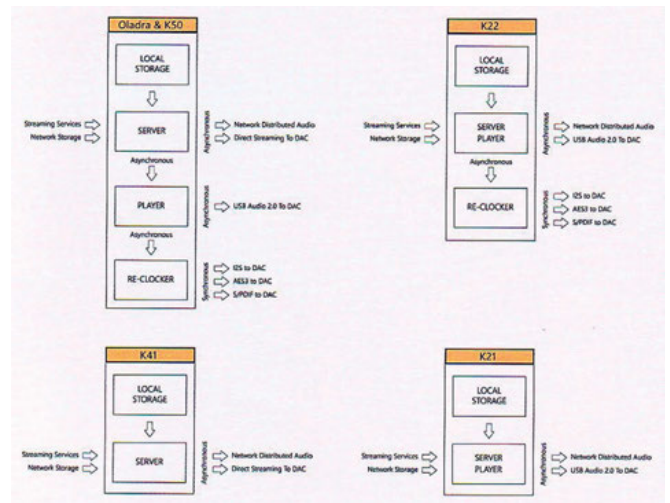 Oladra & K50
LOCAL
STORAGE
Streaming Services
Network Storage
SERVER
Asynchronous
Network Distributed Audio
Direct Streaming To DAC
Asynchronous
PLAYER
Asynchronous
USB Audio 2.0 To DAC
Asynchronous
RE-CLOCKER
Synchronous
I2S to DAC
AES3 to DAC
S/PDIF to DAC
K22
LOCAL
STORAGE
Streaming Services
Network Storage
SERVER
PLAYER
Asynchronous
Network Distributed Audio
USB Audio 2.0 To DAC
Asynchronous
RE-CLOCKER
Synchronous
I2S to DAC
AES3 to DAC
S/PDIF to DAC
K41
LOCAL
STORAGE
Streaming Services
Network Storage
SERVER
Asynchronous
Network Distributed Audio
Direct Streaming To DAC
K21
LOCAL
STORAGE
Streaming Services
Network Storage
SERVER
PLAYER
Asynchronous
Network Distributed Audio
USB Audio 2.0 To DAC